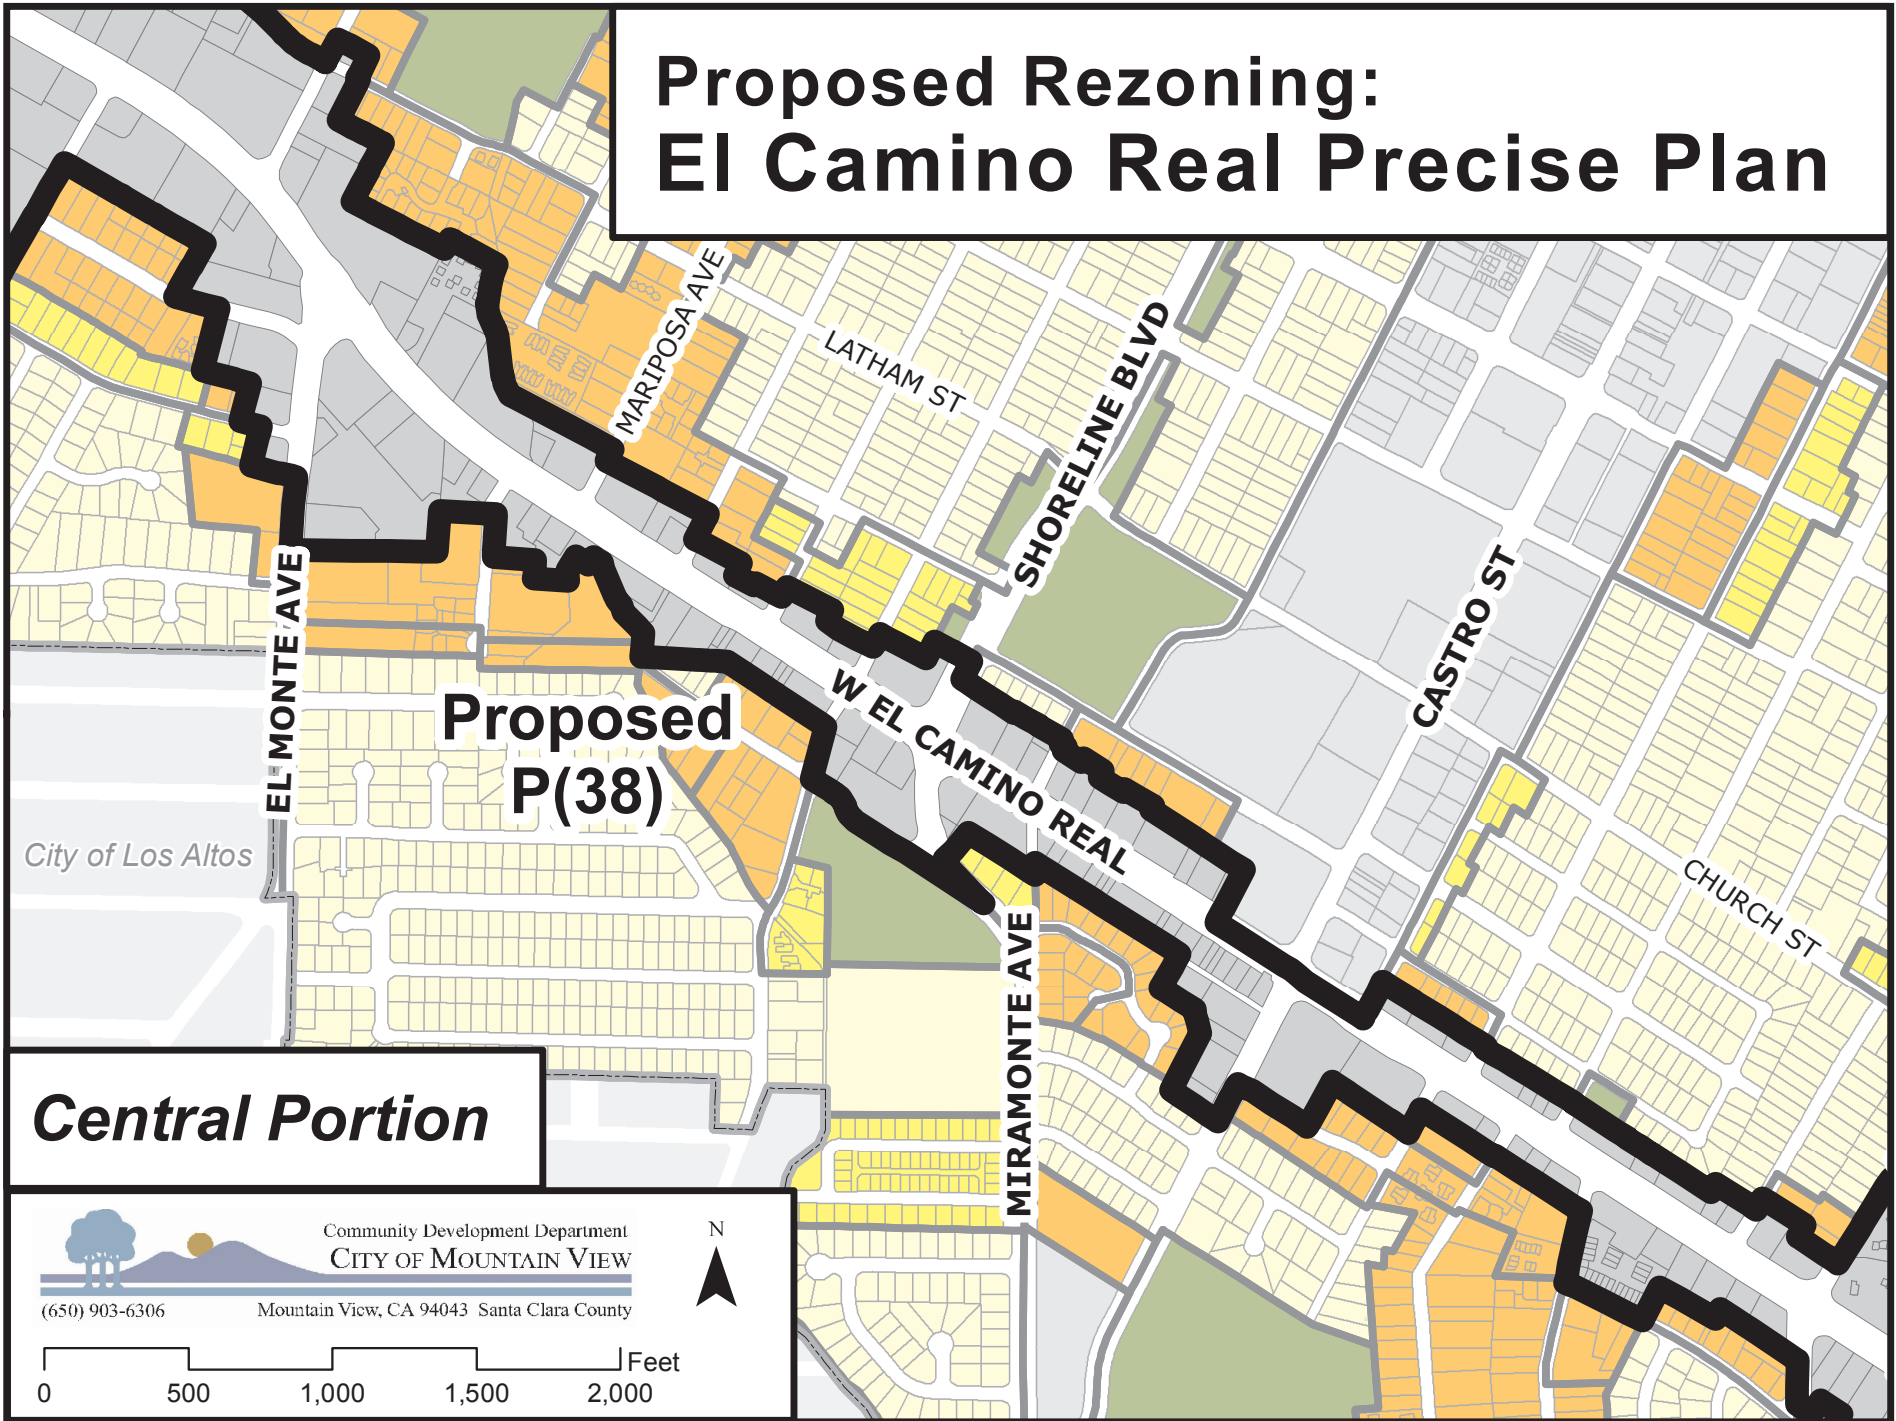 Proposed Rezoning:
El Camino Real Precise Plan
MARIPOSA AVE
LATHAM ST
SHORELINE BLVD
CASTRO ST
EL MONTE AVE
W EL CAMINO REAL
Proposed
P(38)
City of Los Altos
CHURCH ST
MIRAMONTE AVE
Central Portion
Community Development Department
CITY OF MOUNTAIN VIEW
(650) 903-6306
Mountain View, CA 94043 Santa Clara County
N
Feet
0 500 1,000 1,500 2,000